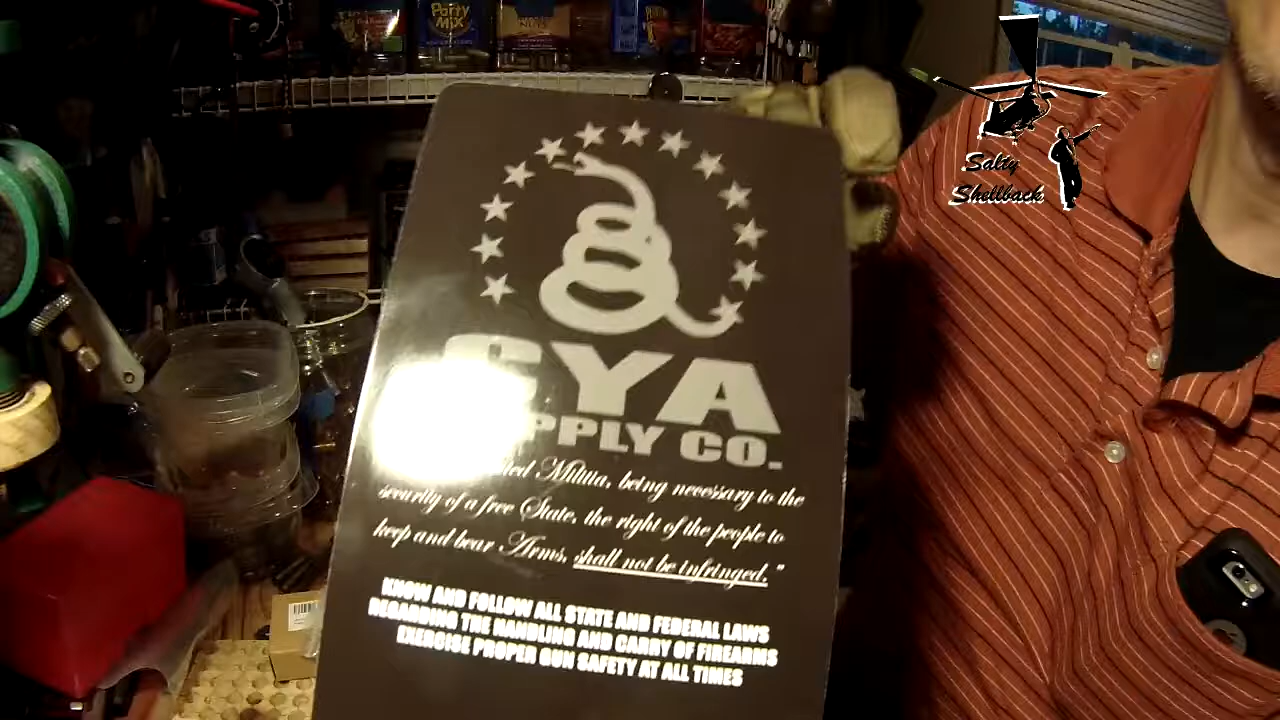 Party
Mix
Salty
Shellback
CYA
PPLY CO.
Militia, being necessary to the
security of a free State, the right of the people to
keep and bear Arms, shall not be infringed."
KNOW AND FOLLOW ALL STATE AND FEDERAL LAWS
REGARDING THE HANDLING AND CARRY OF FIREARMS
EXERCISE PROPER GUN SAFETY AT ALL TIMES